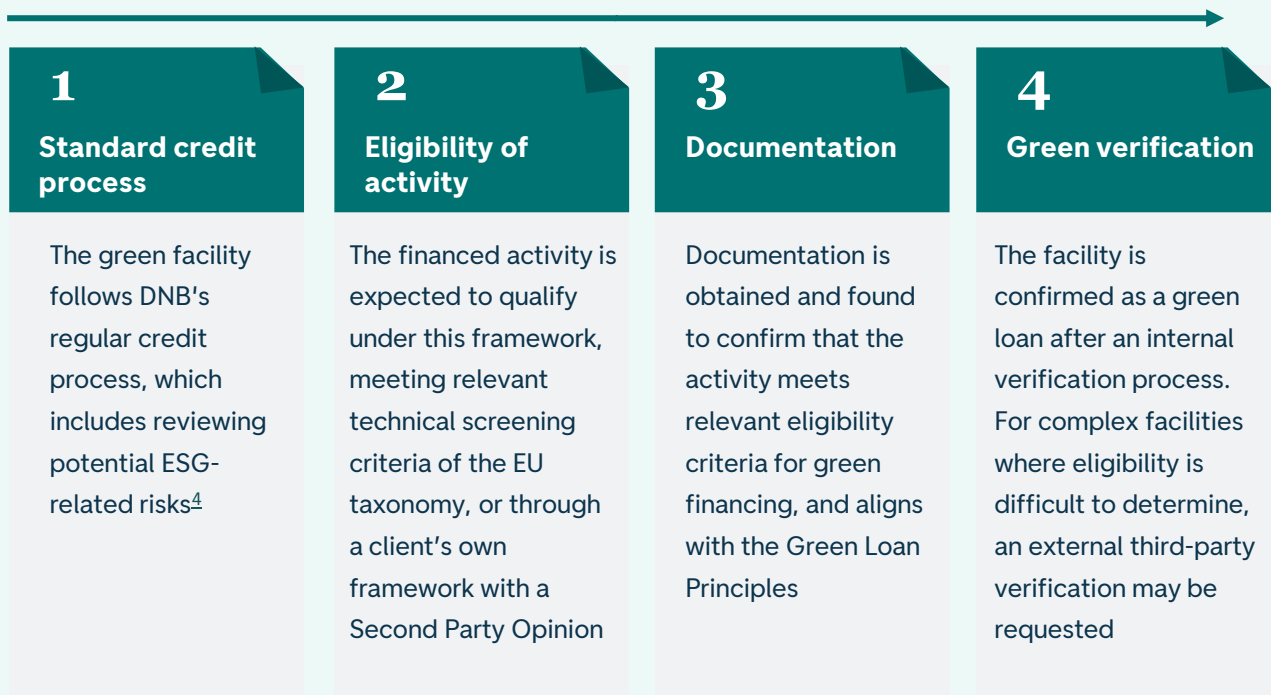 1
Standard credit
process
The green facility
follows DNB's
regular credit
process, which
includes reviewing
potential ESG-
related risks4
2
Eligibility of
activity
The financed activity is
expected to qualify
under this framework,
meeting relevant
technical screening
criteria of the EU
taxonomy, or through
a client's own
framework with a
Second Party Opinion
3
Documentation
Documentation is
obtained and found
to confirm that the
activity meets
relevant eligibility
criteria for green
financing, and aligns
with the Green Loan
Principles
4
Green verification
The facility is
confirmed as a green
loan after an internal
verification process.
For complex facilities
where eligibility is
difficult to determine,
an external third-party
verification may be
requested